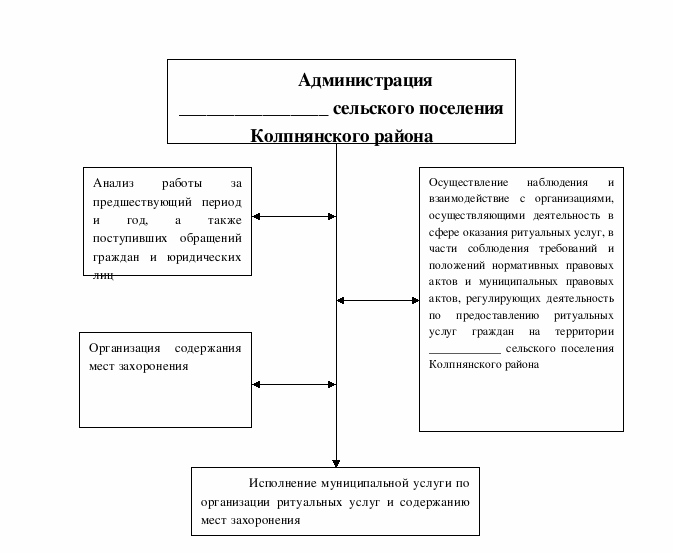 Администрация
________________ сельского поселения
Колпнянского района
Анализ работы за
предшествующий период
и год, а также
поступивших обращений
граждан и юридических
лиц
Осуществление наблюдения и
взаимодействие с организациями,
осуществляющими деятельность в
сфере оказания ритуальных услуг, в
части соблюдения требований и
положений нормативных правовых
актов и муниципальных правовых
актов, регулирующих деятельность
по предоставлению ритуальных
услуг граждан на территории
____________ сельского поселения
Колпнянского района
Организация содержания
мест захоронения
Исполнение муниципальной услуги по
организации ритуальных услуг и содержанию
мест захоронения